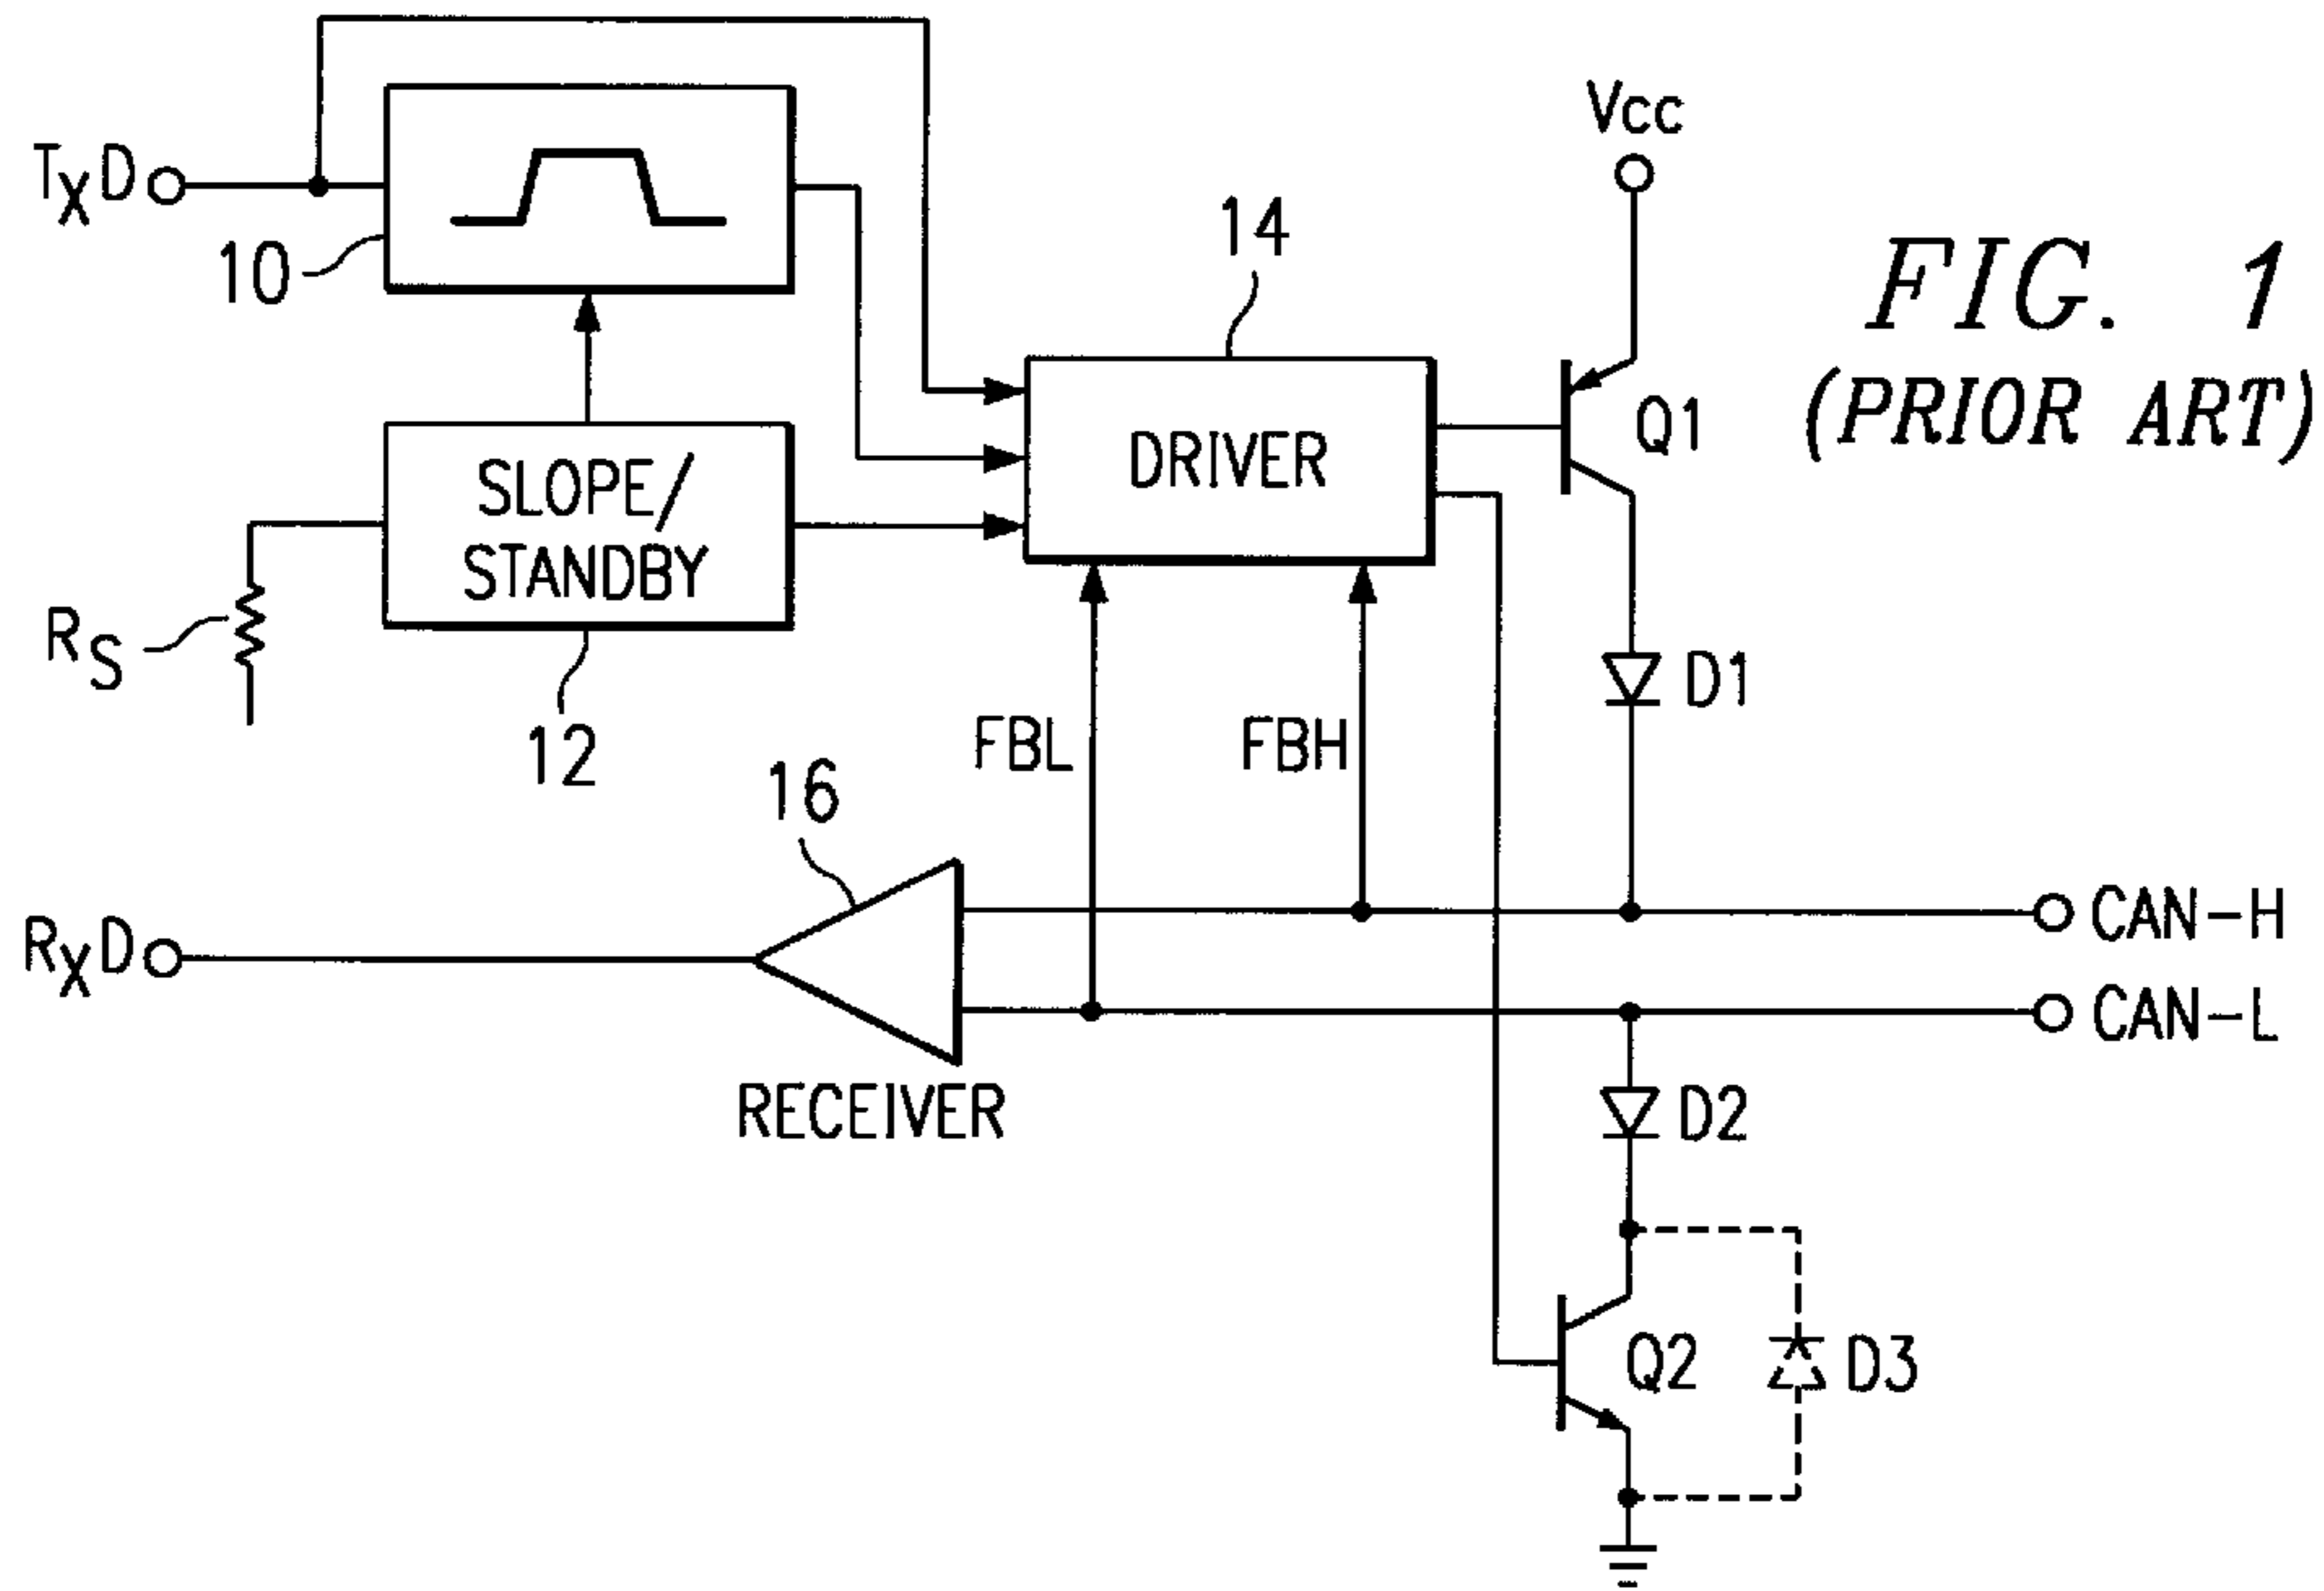 TXD
10
SLOPE/
STANDBY
RS
12
14
DRIVER
Vcc
Q1
FIG. 1
(PRIOR ART)
D1
FBL
FBH
16
RXD
RECEIVER
CAN-H
CAN-L
D2
Q2
D3